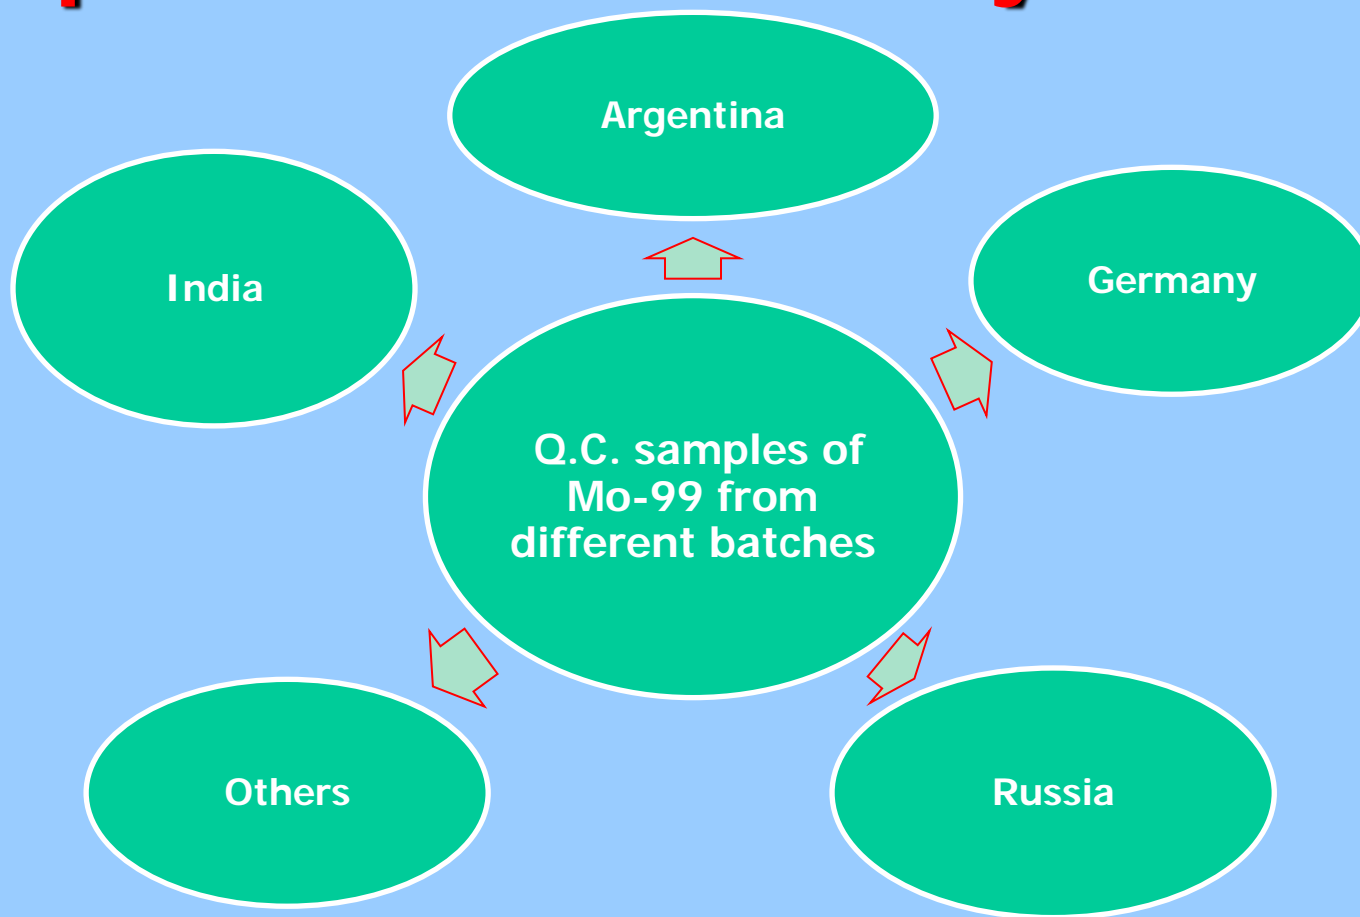 Argentina
India
Germany
Q.C. samples of
Mo-99 from
different batches
Others
Russia